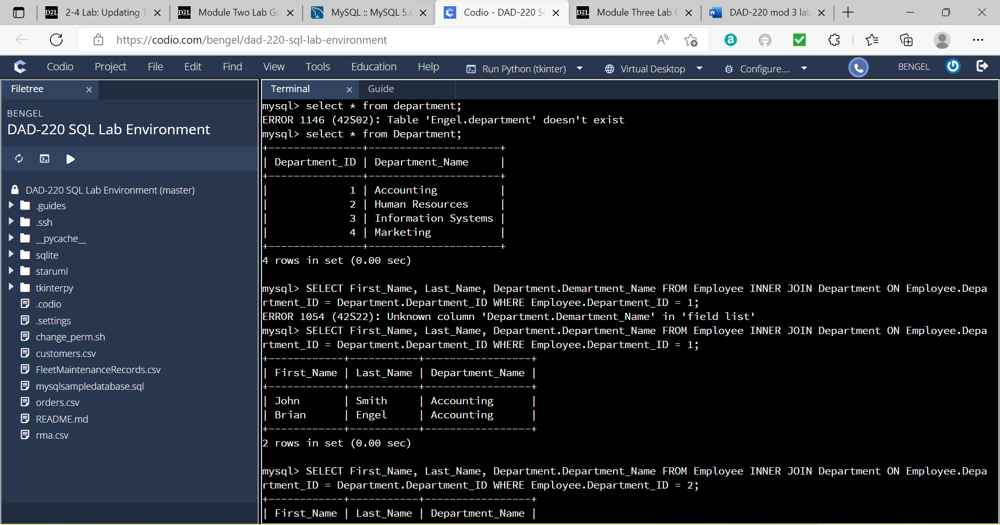 2-4 Lab: Updating T
Module Two Lab Gu
MySQL :: MySQL 5.6
Codio - DAD-220 S
Module Three Lab G
DAD-220 mod 3 lab
https://codio.com/bengel/dad-220-sql-lab-environment
Codio Project File Edit Find View Tools Education Help Run Python (tkinter) Virtual Desktop Configure.... BENGEL
Filetree
Terminal Guide
BENGEL
DAD-220 SQL Lab Environment
DAD-220 SQL Lab Environment (master)
.guides
.ssh
__pycache__
sqlite
staruml
tkinterpy
.codio
.settings
change_perm.sh
customers.csv
FleetMaintenanceRecords.csv
mysqlsampledatabase.sql
orders.csv
README.md
rma.csv
mysql> select * from department;
ERROR 1146 (42S02): Table 'Engel.department' doesn't exist
mysql> select * from Department;
+---------------+---------------------+
| Department_ID | Department_Name     |
+---------------+---------------------+
|             1 | Accounting          |
|             2 | Human Resources     |
|             3 | Information Systems |
|             4 | Marketing           |
+---------------+---------------------+
4 rows in set (0.00 sec)
mysql> SELECT First_Name, Last_Name, Department.Demartment_Name FROM Employee INNER JOIN Department ON Employee.Depa
rtment_ID = Department.Department_ID WHERE Employee.Department_ID = 1;
ERROR 1054 (42S22): Unknown column 'Department.Demartment_Name' in 'field list'
mysql> SELECT First_Name, Last_Name, Department.Department_Name FROM Employee INNER JOIN Department ON Employee.Depa
rtment_ID = Department.Department_ID WHERE Employee.Department_ID = 1;
+------------+-----------+-----------------+
| First_Name | Last_Name | Department_Name |
+------------+-----------+-----------------+
| John       | Smith     | Accounting      |
| Brian      | Engel     | Accounting      |
+------------+-----------+-----------------+
2 rows in set (0.00 sec)
mysql> SELECT First_Name, Last_Name, Department.Department_Name FROM Employee INNER JOIN Department ON Employee.Depa
rtment_ID = Department.Department_ID WHERE Employee.Department_ID = 2;
+------------+-----------+-----------------+
| First_Name | Last_Name | Department_Name |